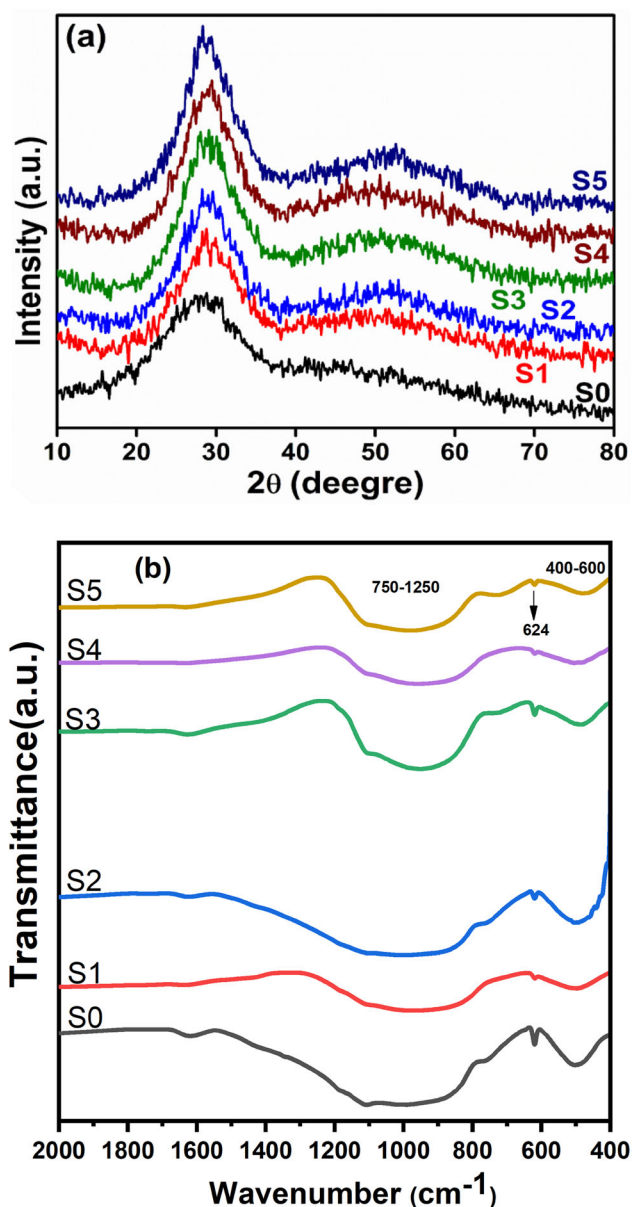 (a)
Intensity (a.u.)
S5
S4
S3
S2
S1
S0
10 20 30 40 50 60 70 80
2θ (deegre)
(b)
750-1250
400-600
624
S5
S4
S3
S2
S1
S0
Transmittance(a.u.)
2000 1800 1600 1400 1200 1000 800 600 400
Wavenumber (cm-1)